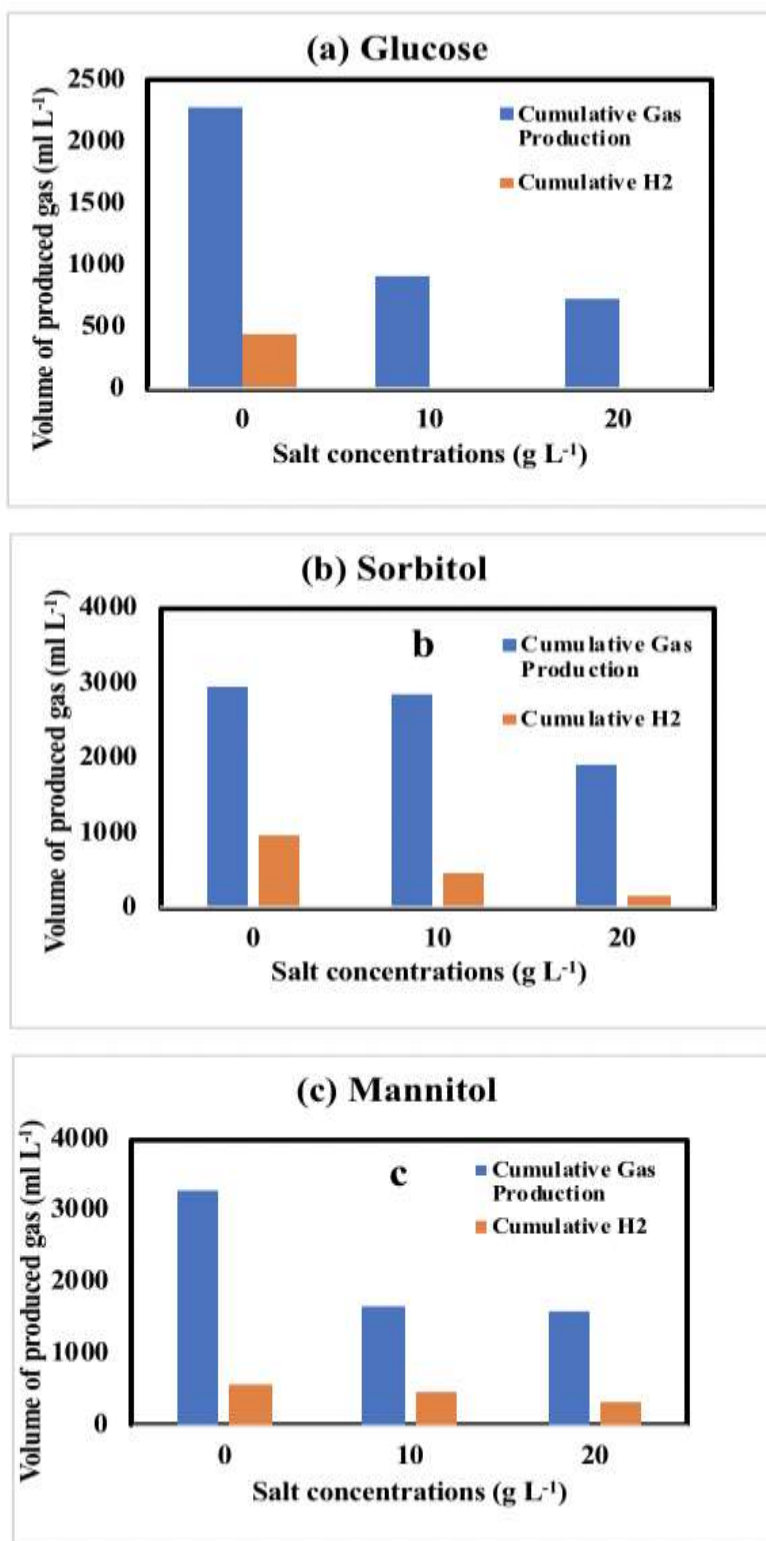 (a) Glucose
Volume of produced gas (ml L-1)
2500
2000
1500
1000
500
0
Cumulative Gas
Production
Cumulative H2
0 10 20
Salt concentrations (g L-1)
(b) Sorbitol
Volume of produced gas (ml L-1)
4000
3000
2000
1000
0
b
Cumulative Gas
Production
Cumulative H2
0 10 20
Salt concentrations (g L-1)
(c) Mannitol
Volume of produced gas (ml L-1)
4000
3000
2000
1000
0
c
Cumulative Gas
Production
Cumulative H2
0 10 20
Salt concentrations (g L-1)